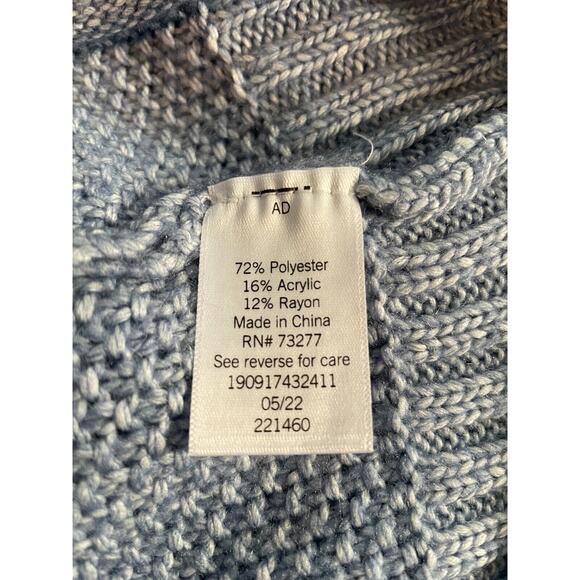 AD
72% Polyester
16% Acrylic
12% Rayon
Made in China
RN# 73277
See reverse for care
190917432411
05/22
221460